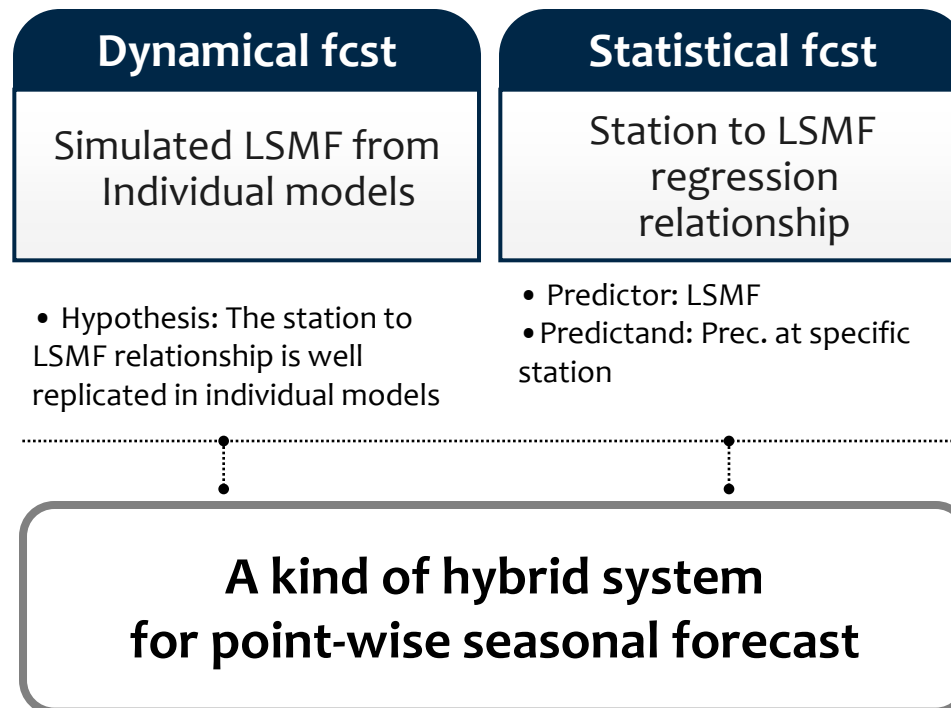 Dynamical fcst
Simulated LSMF from
Individual models
• Hypothesis: The station to
LSMF relationship is well
replicated in individual models
Statistical fcst
Station to LSMF
regression
relationship
• Predictor: LSMF
•Predictand: Prec. at specific
station
A kind of hybrid system
for point-wise seasonal forecast